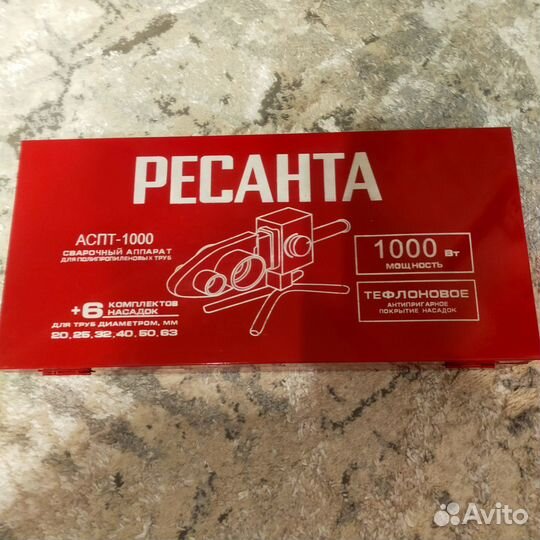 РЕСАНТА
АСПТ-1000
СВАРОЧНЫЙ АППАРАТ
ДЛЯ ПОЛИПРОПИЛЕНОВЫХ ТРУБ
+6 КОМПЛЕКТОВ
НАСАДОК
ДЛЯ ТРУБ ДИАМЕТРОМ, ММ
20, 25, 32, 40, 50, 63
1000 Вт
МОЩНОСТЬ
ТЕФЛОНОВОЕ
АНТИПРИГАРНОЕ
ПОКРЫТИЕ НАСАДОК
Avito